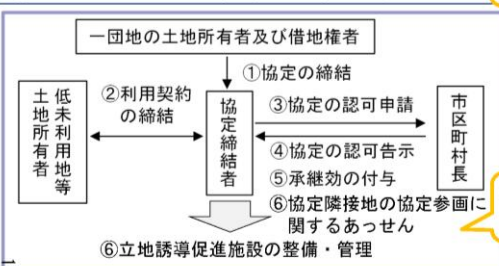 一団地の土地所有者及び借地権者
①協定の締結
低未利用地等
土地所有者
②利用契約
の締結
協定締結者
③協定の認可申請
④協定の認可告示
⑤承継効の付与
⑥協定隣接地の協定参画に
関するあっせん
市区町村長
⑥立地誘導促進施設の整備・管理